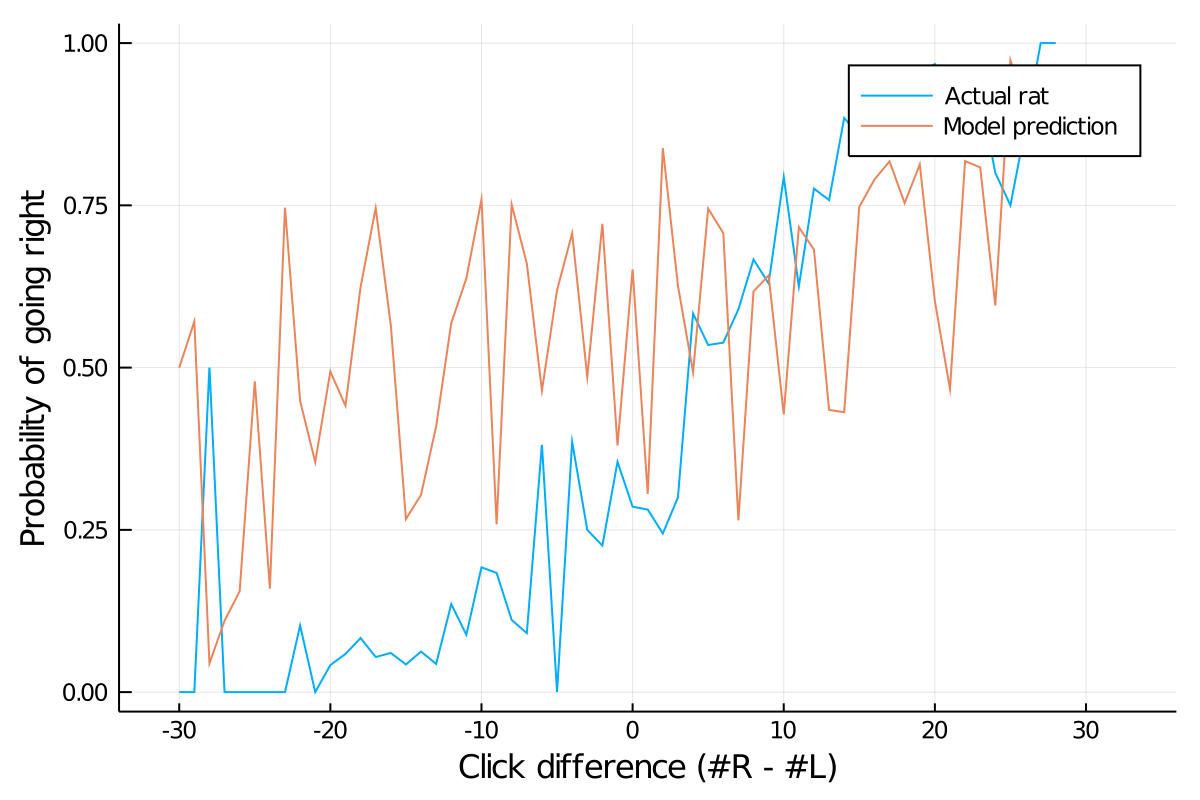 1.00
0.75
0.50
0.25
0.00
Probability of going right
Actual rat
Model prediction
-30 -20 -10 0 10 20 30
Click difference (#R - #L)